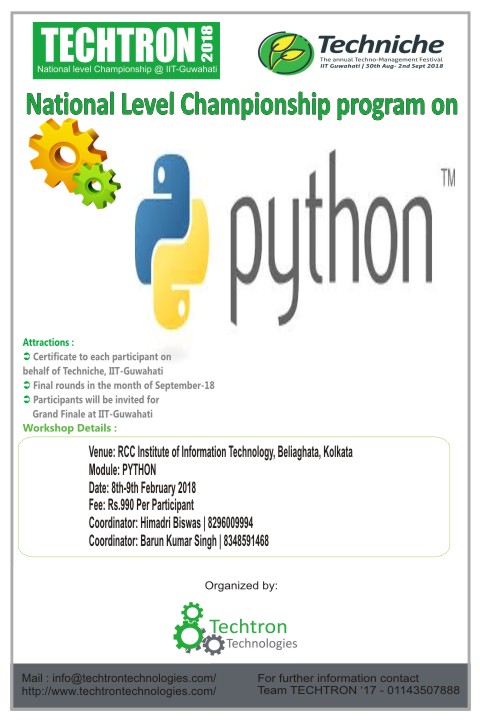 TECHTRON 2018
National level Championship @ IIT-Guwahati
Techniche
The annual Techno-Management Festival
IIT Guwahati | 30th Aug- 2nd Sept 2018
National Level Championship program on
python TM
Attractions :
Certificate to each participant on
behalf of Techniche, IIT-Guwahati
Final rounds in the month of September-18
Participants will be invited for
Grand Finale at IIT-Guwahati
Workshop Details :
Venue: RCC Institute of Information Technology, Beliaghata, Kolkata
Module: PYTHON
Date: 8th-9th February 2018
Fee: Rs.990 Per Participant
Coordinator: Himadri Biswas | 8296009994
Coordinator: Barun Kumar Singh | 8348591468
Organized by:
Techtron
Technologies
Mail : info@techtrontechnologies.com/
http://www.techtrontechnologies.com/
For further information contact
Team TECHTRON '17 - 01143507888